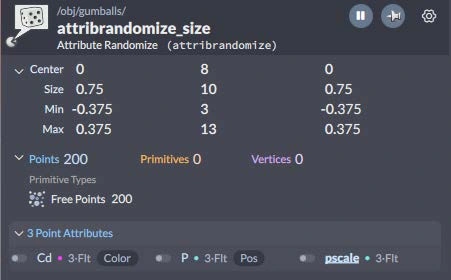 /obj/gumballs/
attribrandomize_size
Attribute Randomize (attribrandomize)
Center 0 8 0
Size 0.75 10 0.75
Min -0.375 3 -0.375
Max 0.375 13 0.375
Points 200 Primitives 0 Vertices 0
Primitive Types
Free Points 200
3 Point Attributes
Cd • 3-Flt Color P • 3-Flt Pos pscale • 3-Flt